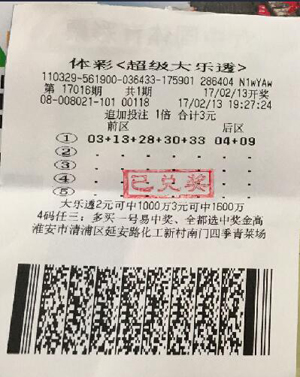 体彩<超级大乐透>
110329-561900-036433-175901 286404 N1wYAw
第 17016期 共1期 17/02/13开奖
08-008021-101 00118 17/02/13 19:27:24
追加投注 1倍 合计3元
前区 后区
① 03+13+28+30+33 04+09
②
③
④
⑤
已兑奖
大乐透2元可中1000万3元可中1600万
4码任三：多买一号易中奖、全部选中奖金高
淮安市清浦区延安路化工新村南门四季青菜场